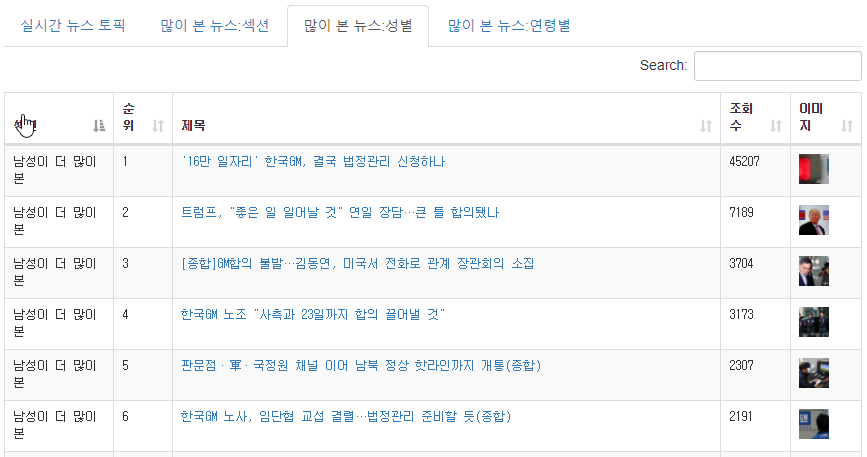 실시간 뉴스 토픽 많이 본 뉴스:섹션 많이 본 뉴스:성별 많이 본 뉴스:연령별
Search:
순위 제목 조회수 이미지
남성이 더 많이 본 1 '16만 일자리' 한국GM, 결국 법정관리 신청하나 45207
남성이 더 많이 본 2 트럼프, "좋은 일 일어날 것" 연일 장담…큰 틀 합의됐나 7189
남성이 더 많이 본 3 [종합]GM합의 불발…김동연, 미국서 전화로 관계 장관회의 소집 3704
남성이 더 많이 본 4 한국GM 노조 "사측과 23일까지 합의 끌어낼 것" 3173
남성이 더 많이 본 5 판문점·軍·국정원 채널 이어 남북 정상 핫라인까지 개통(종합) 2307
남성이 더 많이 본 6 한국GM 노사, 임단협 교섭 결렬…법정관리 준비할 듯(종합) 2191